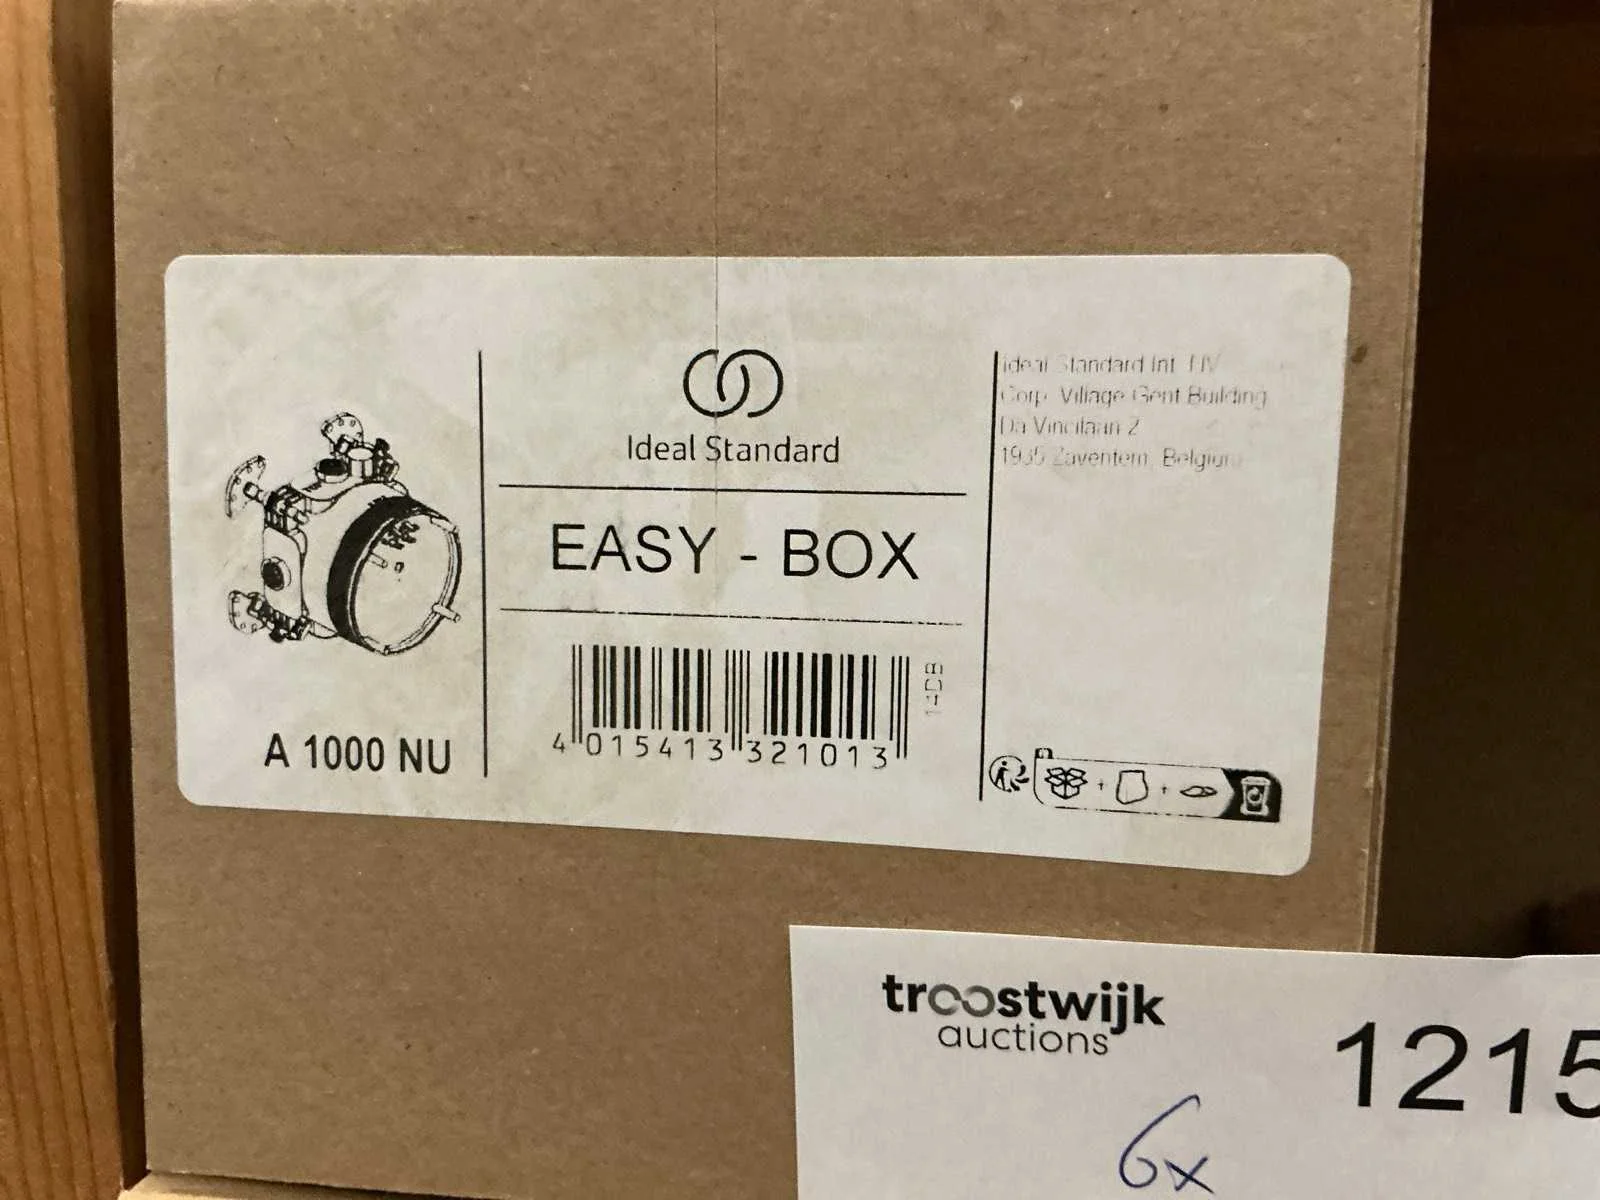 Ideal Standard
EASY - BOX
A 1000 NU
4 015413 321013
Ideal Standard Int. NV
Corp. Village Gent Building
Da Vincilaan 2
1935 Zaventem, Belgium
troostwijk
auctions
1215
6x